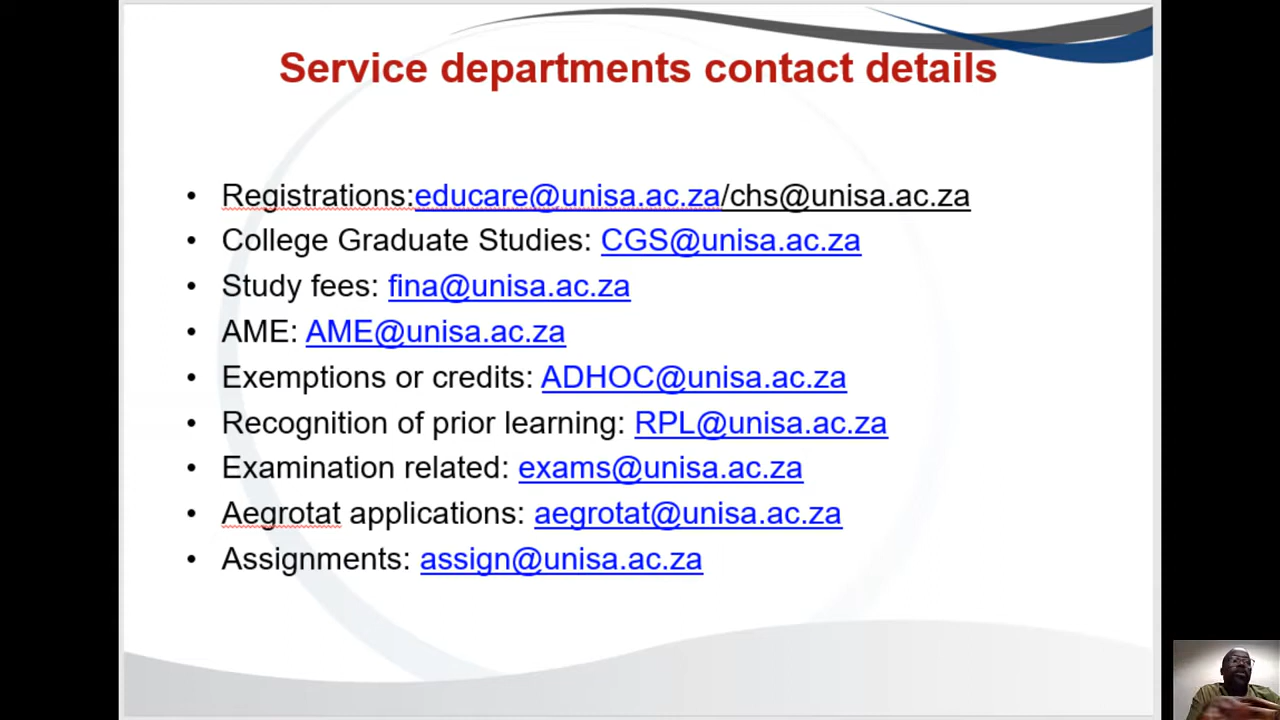 Service departments contact details
• Registrations:educare@unisa.ac.za/chs@unisa.ac.za
• College Graduate Studies: CGS@unisa.ac.za
• Study fees: fina@unisa.ac.za
• AME: AME@unisa.ac.za
• Exemptions or credits: ADHOC@unisa.ac.za
• Recognition of prior learning: RPL@unisa.ac.za
• Examination related: exams@unisa.ac.za
• Aegrotat applications: aegrotat@unisa.ac.za
• Assignments: assign@unisa.ac.za